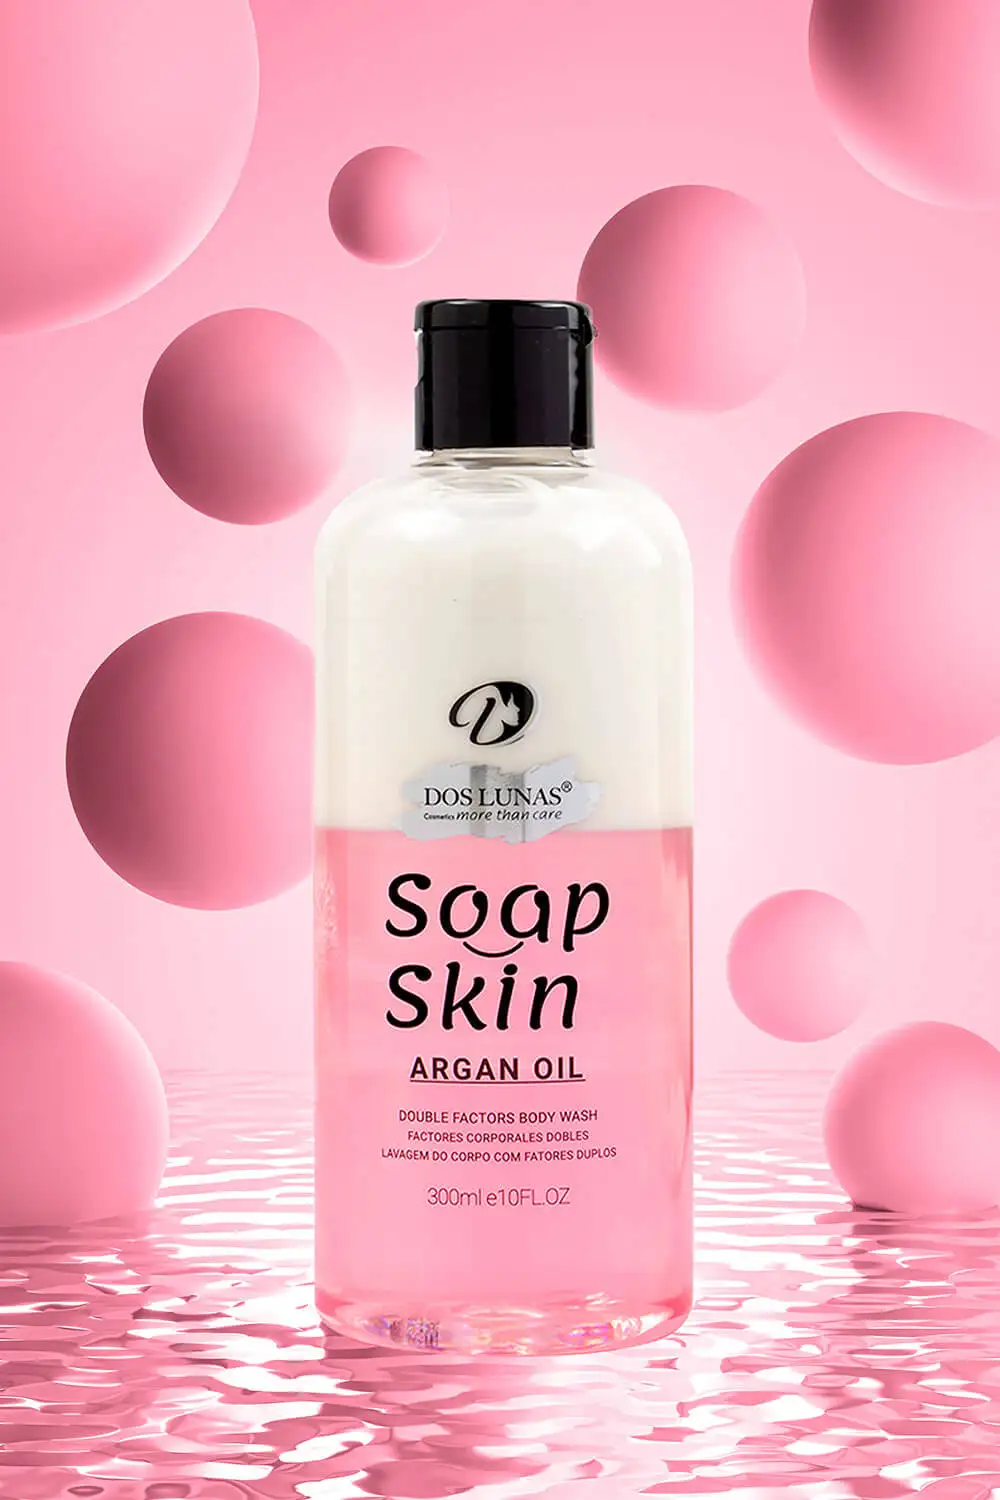 DOS LUNAS®
Cosmetics more than care
Soap
Skin
ARGAN OIL
DOUBLE FACTORS BODY WASH
FACTORES CORPORALES DOBLES
LAVAGEM DO CORPO COM FATORES DUPLOS
300ml e10FL.OZ